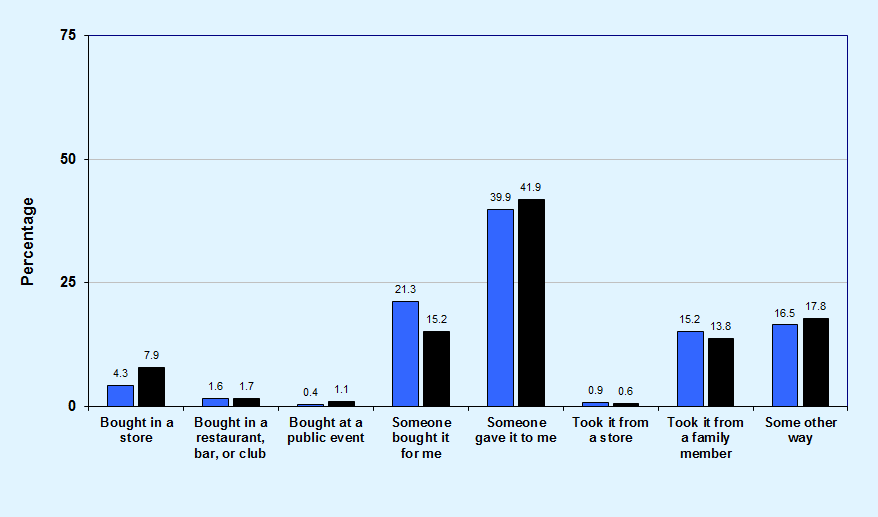 75
50
25
0
Percentage
4.3
7.9
1.6
1.7
0.4
1.1
21.3
15.2
39.9
41.9
0.9
0.6
15.2
13.8
16.5
17.8
Bought in a
store
Bought in a
restaurant,
bar, or club
Bought at a
public event
Someone
bought it
for me
Someone
gave it to me
Took it from
a store
Took it from
a family
member
Some other
way